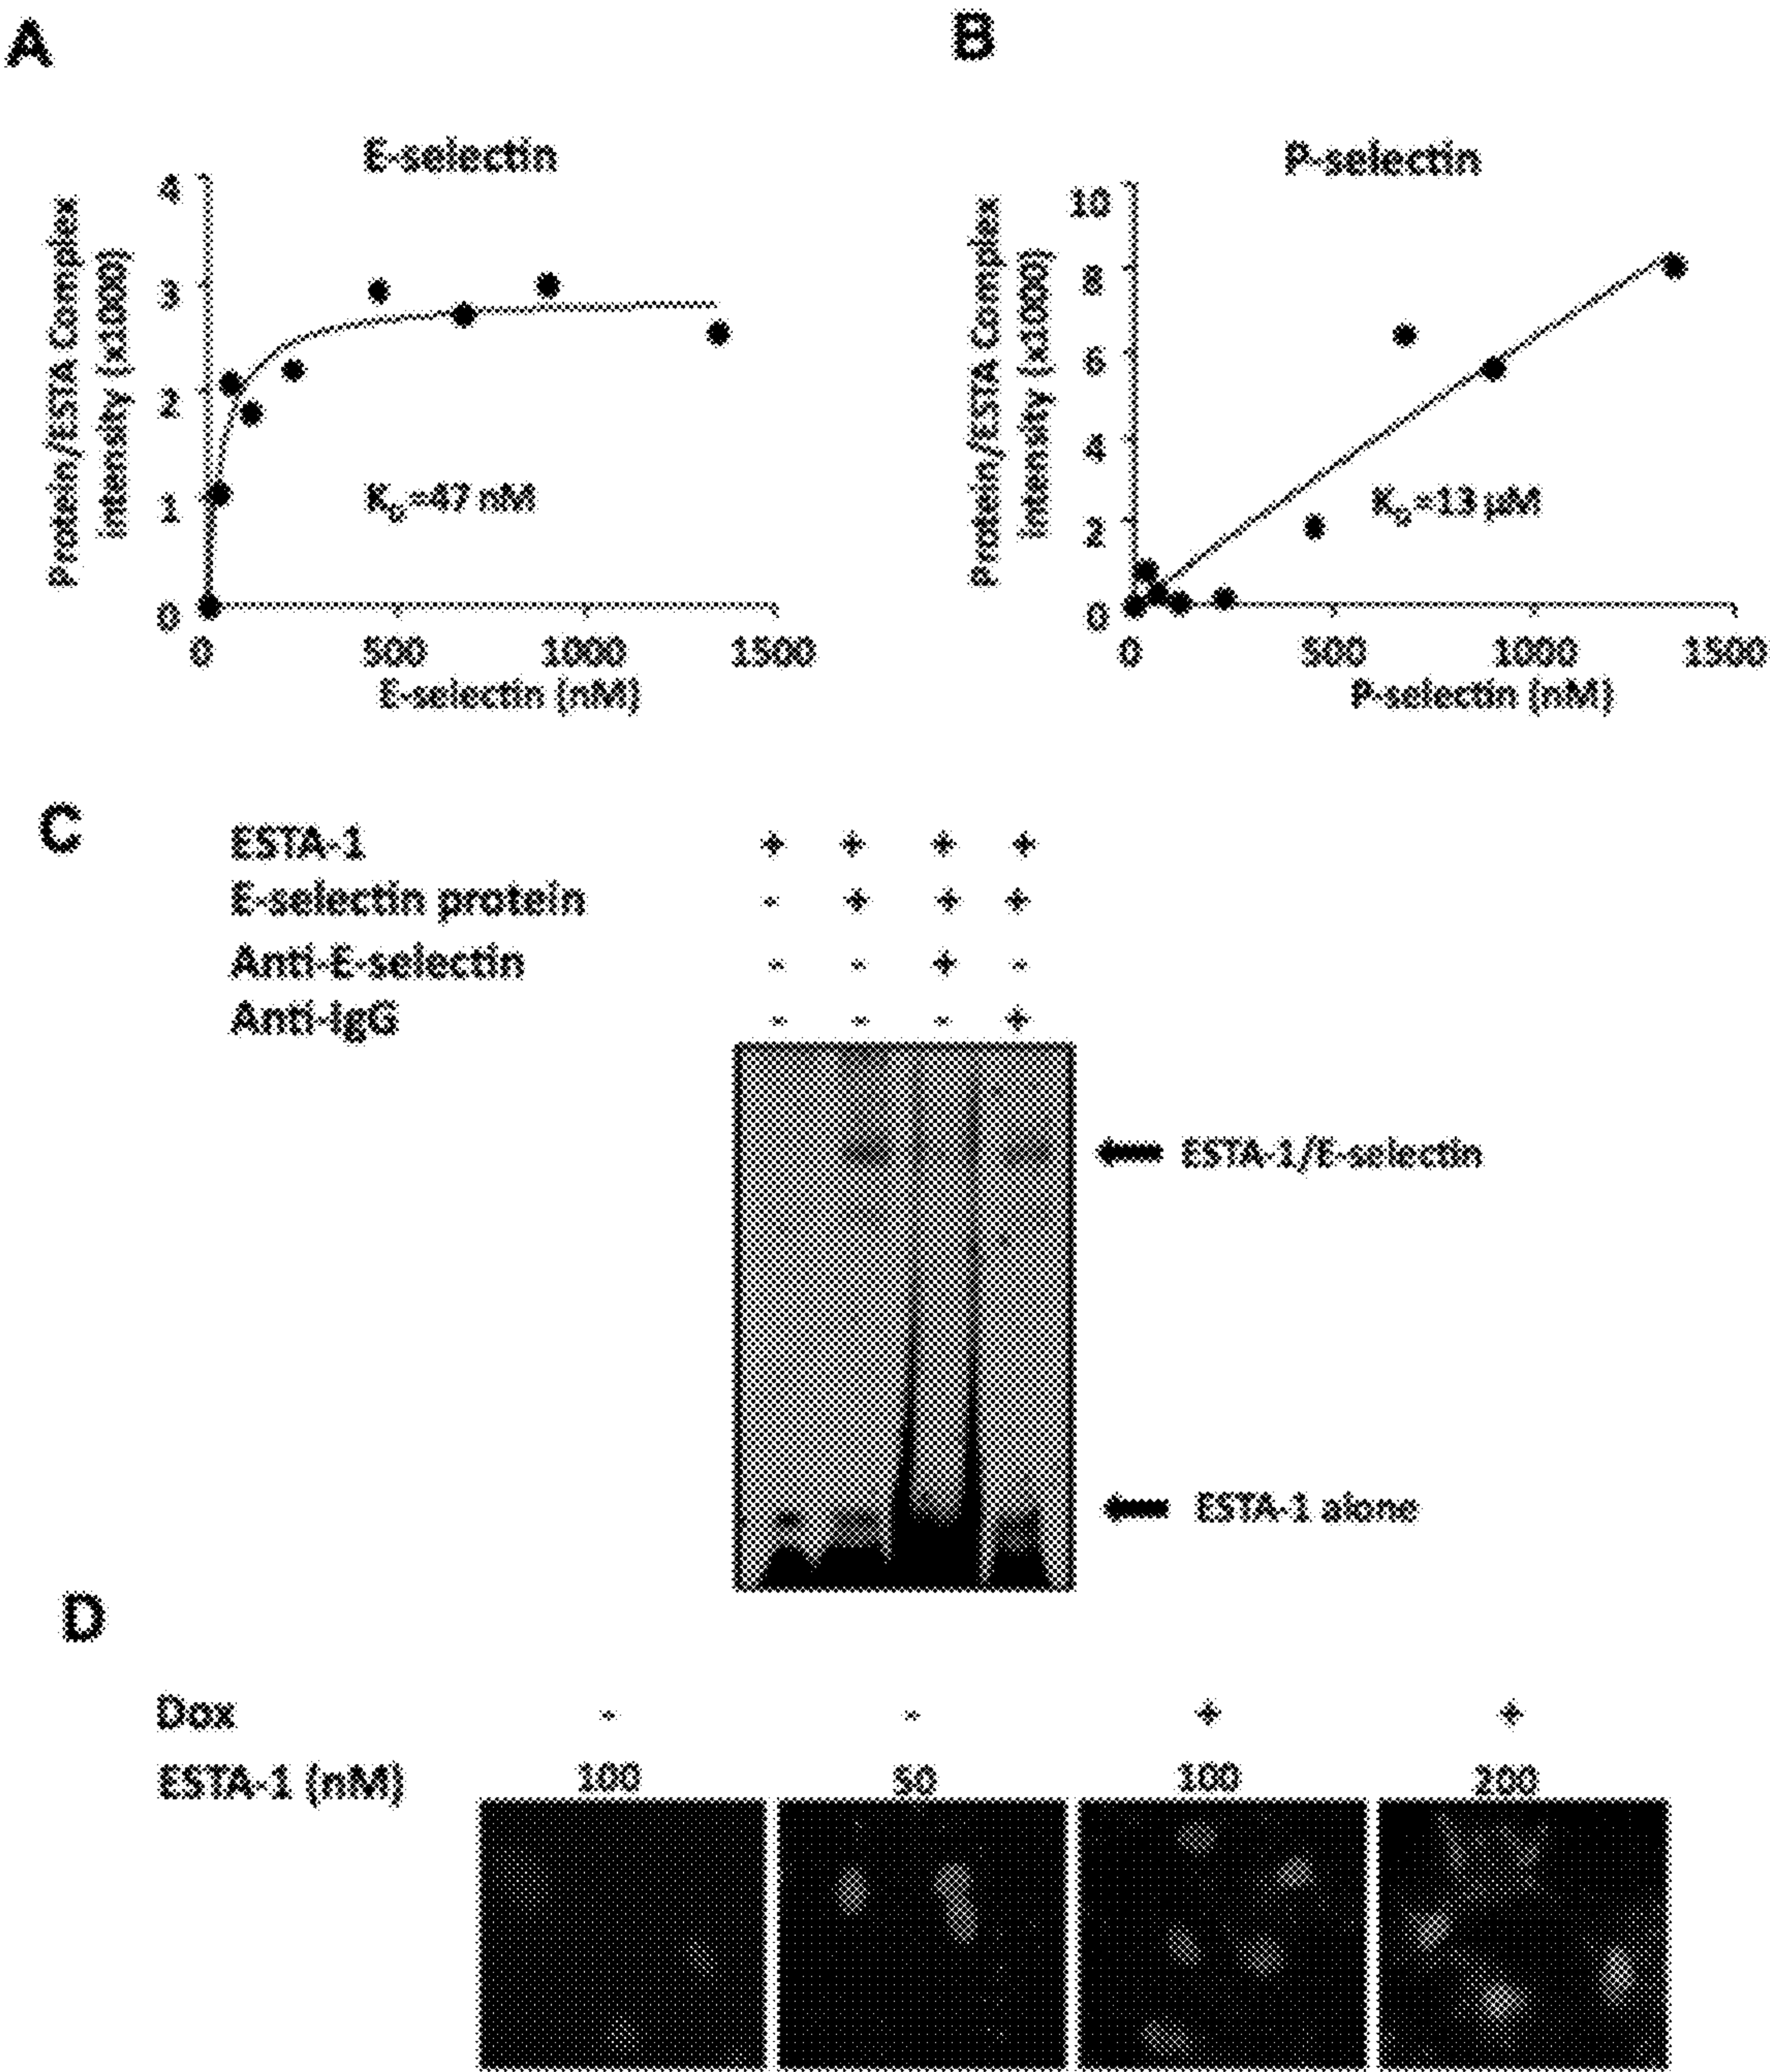 A
B
E-selectin
P-selectin
Protein/ESTA Complex
intensity (x1000)
4
3
2
1
0
K_D=47 nM
0 500 1000 1500
E-selectin (nM)
Protein/ESTA Complex
intensity (x1000)
10
8
6
4
2
0
K_D=13 µM
0 500 1000 1500
P-selectin (nM)
C
ESTA-1 + + + +
E-selectin protein - + + +
Anti-E-selectin - - + -
Anti-IgG - - - +
ESTA-1/E-selectin
ESTA-1 alone
D
Dox - - + +
ESTA-1 (nM) 100 50 100 200